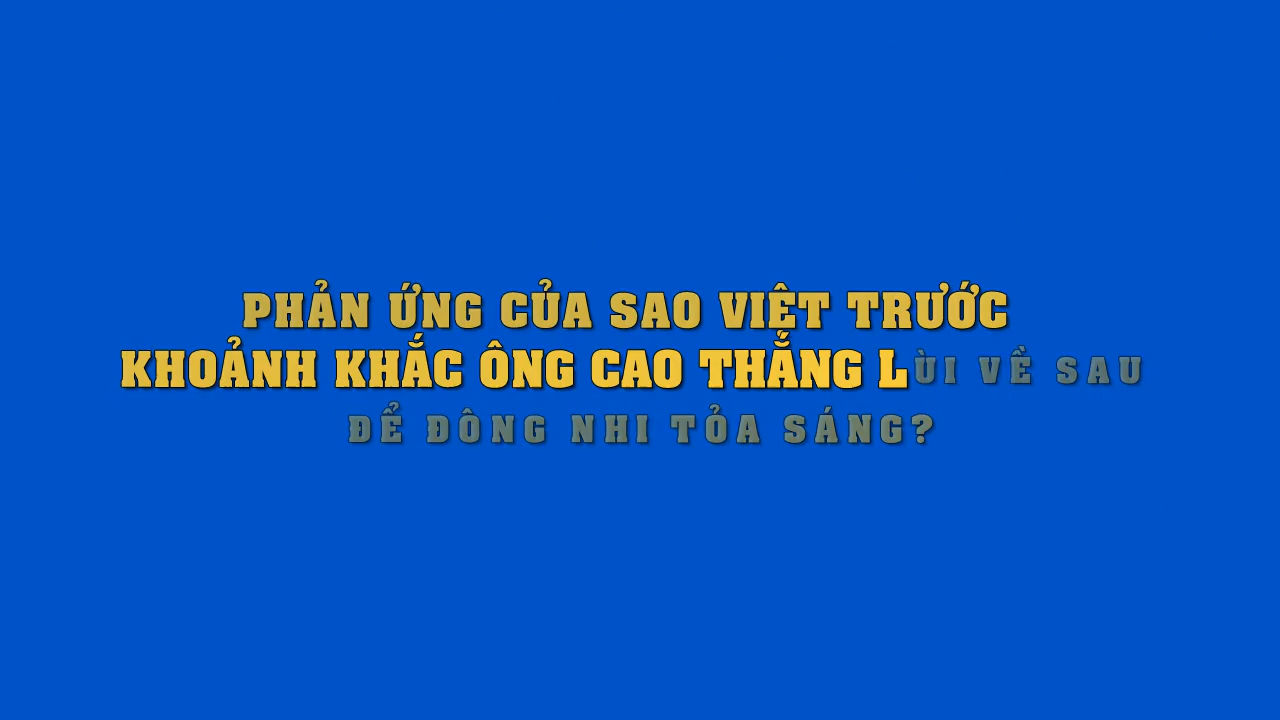 PHẢN ỨNG CỦA SAO VIỆT TRƯỚC
KHOẢNH KHẮC ÔNG CAO THẮNG LÙI VỀ SAU
ĐỂ ĐÔNG NHI TỎA SÁNG?